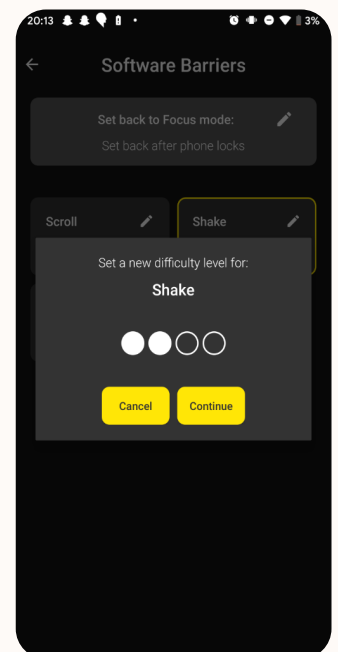 20:13 3%
Software Barriers
Set back to Focus mode:
Set back after phone locks
Scroll Shake
Set a new difficulty level for:
Shake
Cancel Continue